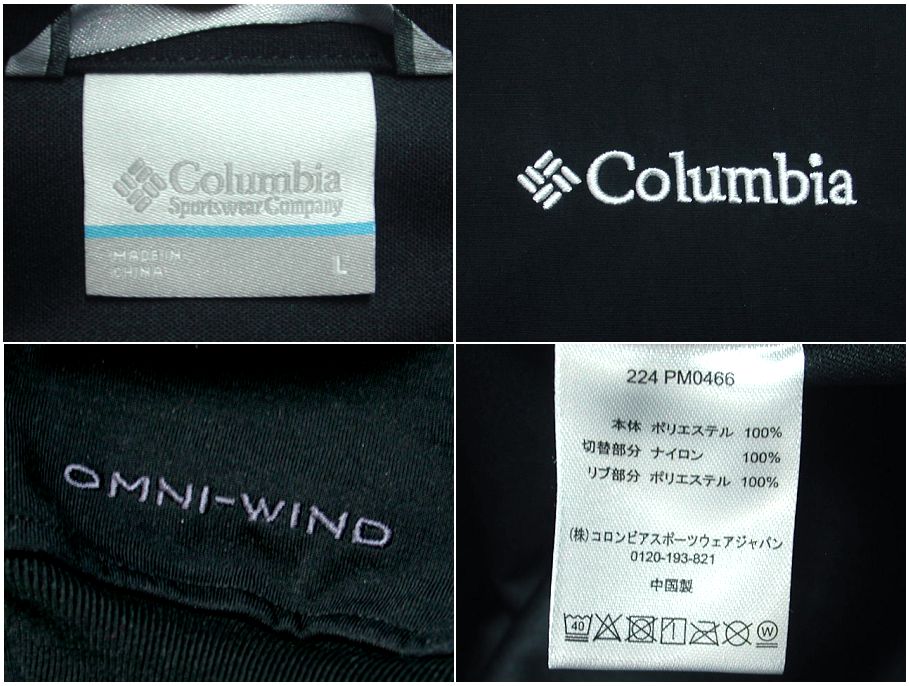 Columbia
Sportswear Company
MADE IN
CHINA
L
Columbia
OMNI-WIND
224 PM0466
本体 ポリエステル 100%
切替部分 ナイロン 100%
リブ部分 ポリエステル 100%
(株)コロンビアスポーツウェアジャパン
0120-193-821
中国製
40
W